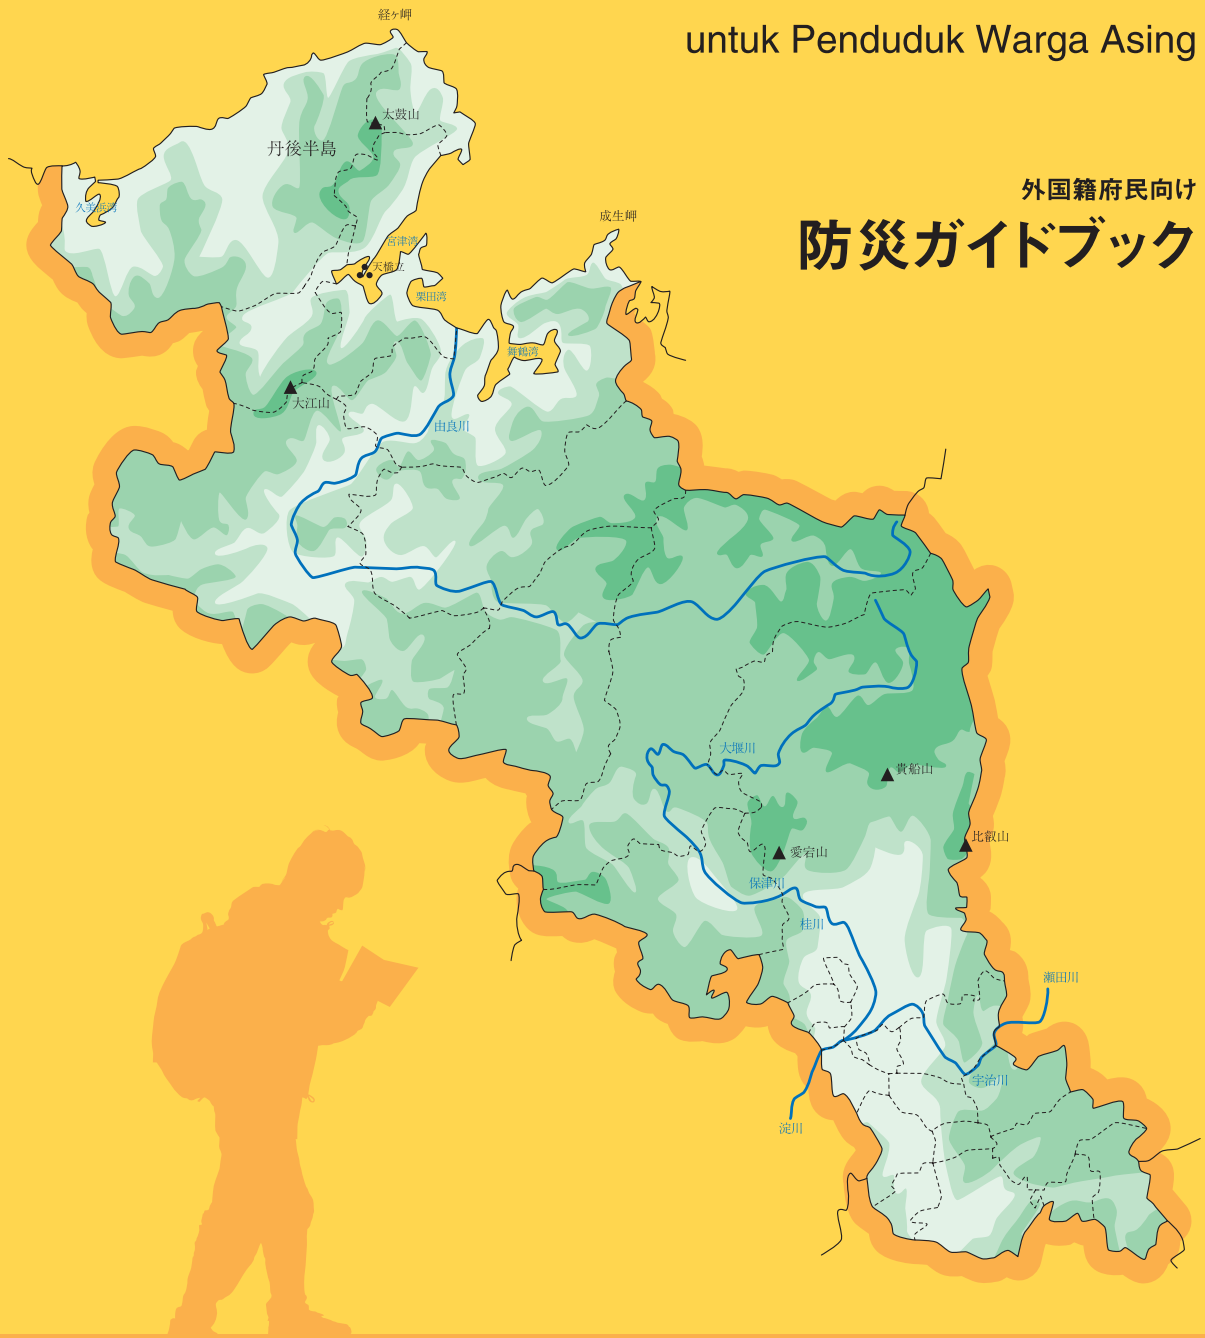 経ヶ岬
untuk Penduduk Warga Asing
太鼓山
丹後半島
外国籍府民向け
防災ガイドブック
久美浜湾
成生岬
宮津湾
天橋立
栗田湾
舞鶴湾
大江山
由良川
大堰川
貴船山
比叡山
愛宕山
保津川
桂川
瀬田川
宇治川
淀川